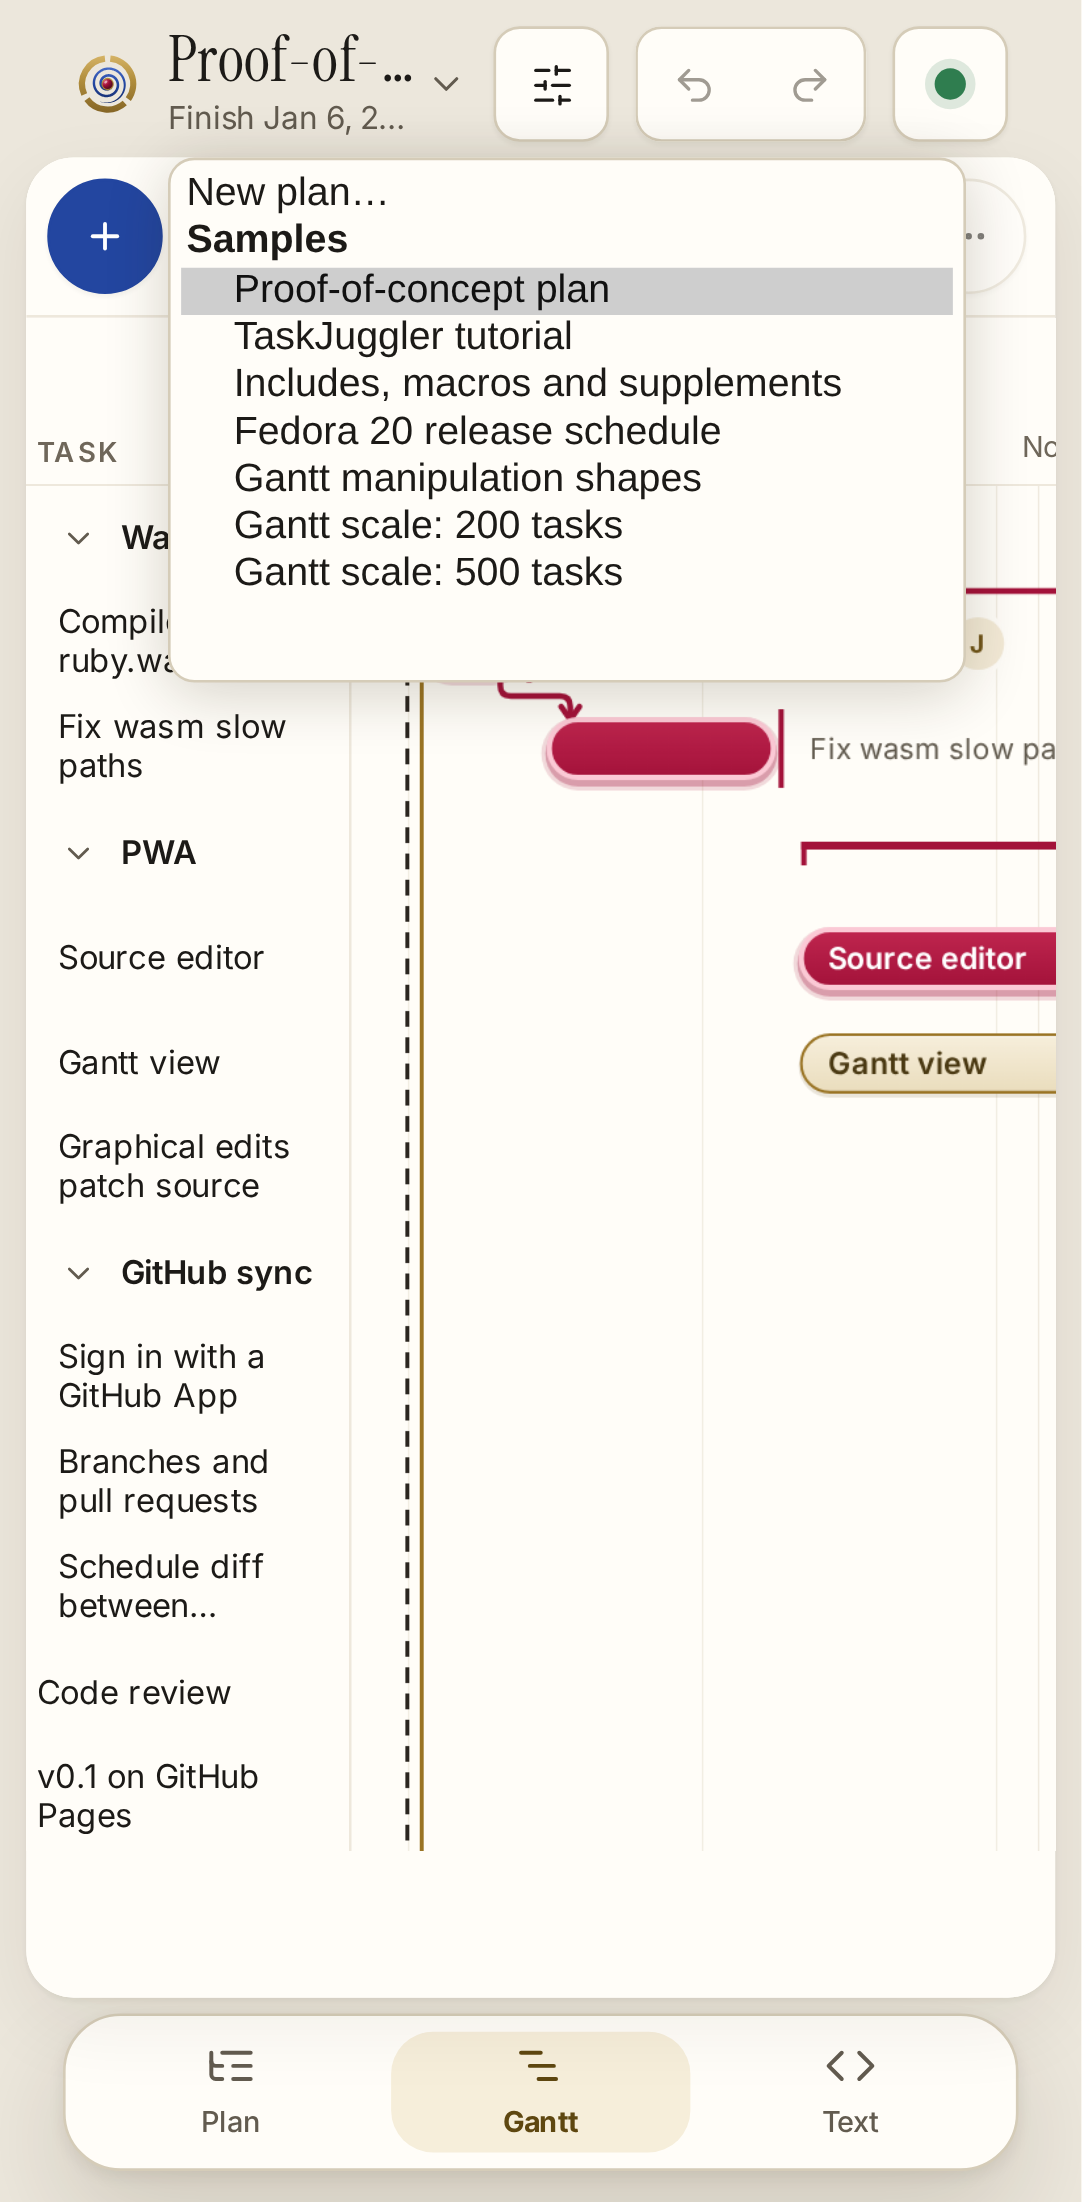 Proof-of-…
Finish Jan 6, 2…
New plan…
Samples
Proof-of-concept plan
TaskJuggler tutorial
Includes, macros and supplements
Fedora 20 release schedule
Gantt manipulation shapes
Gantt scale: 200 tasks
Gantt scale: 500 tasks
TASK
J
Fix wasm slow paths
Fix wasm slow pa
PWA
Source editor
Source editor
Gantt view
Gantt view
Graphical edits
patch source
GitHub sync
Sign in with a
GitHub App
Branches and
pull requests
Schedule diff
between…
Code review
v0.1 on GitHub
Pages
Plan
Gantt
Text